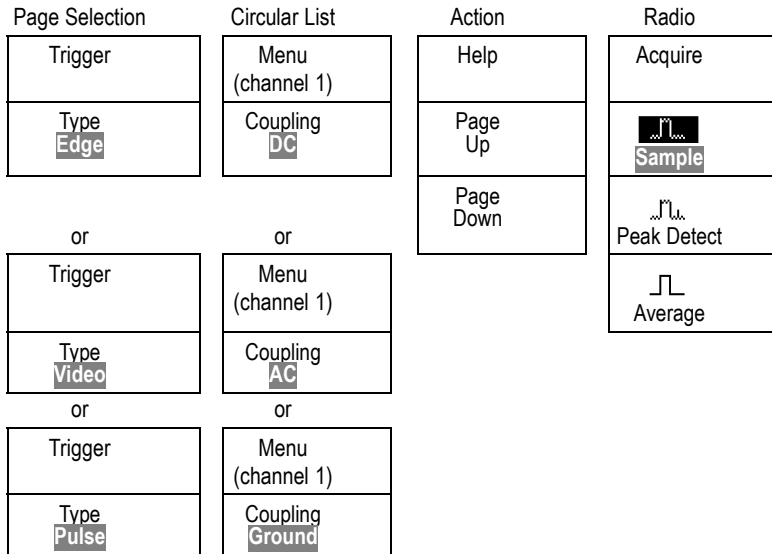 Page Selection
Trigger
Type
Edge
or
Trigger
Type
Video
or
Trigger
Type
Pulse
Circular List
Menu
(channel 1)
Coupling
DC
or
Menu
(channel 1)
Coupling
AC
or
Menu
(channel 1)
Coupling
Ground
Action
Help
Page
Up
Page
Down
Radio
Acquire
Sample
Peak Detect
Average